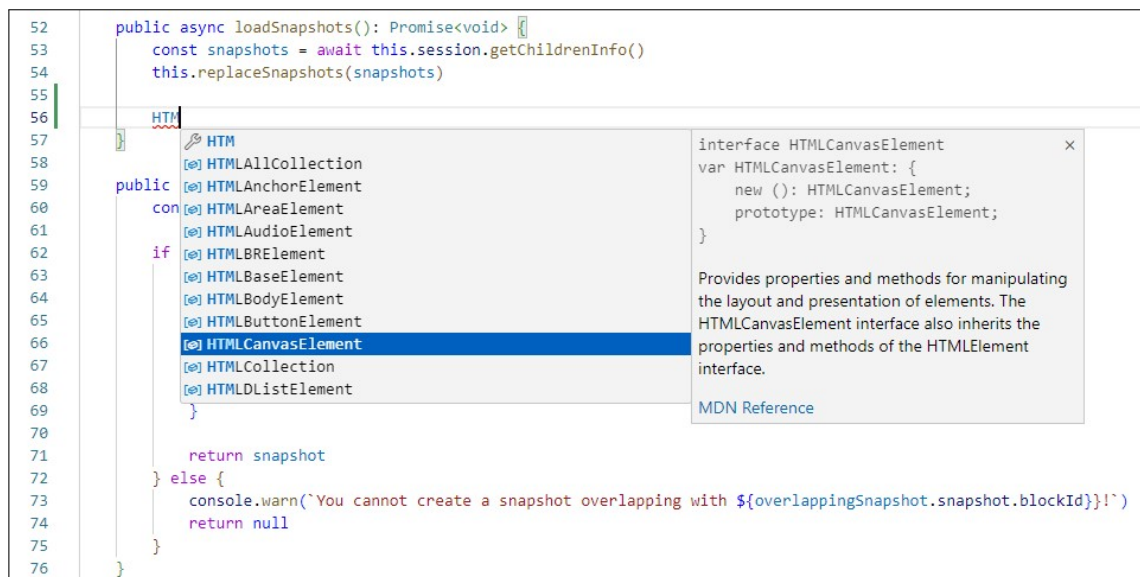 52 public async loadSnapshots(): Promise<void> {
53 const snapshots = await this.session.getChildrenInfo()
54 this.replaceSnapshots(snapshots)
55
56 HTM
57 }
HTM
58 HTMLAllCollection
59 public HTMLAnchorElement
60 con HTMLAreaElement
61 HTMLAudioElement
62 if HTMLBRElement
63 HTMLBaseElement
64 HTMLBodyElement
65 HTMLButtonElement
66 HTMLCanvasElement
67 HTMLCollection
68 HTMLDListElement
interface HTMLCanvasElement ×
var HTMLCanvasElement: {
new (): HTMLCanvasElement;
prototype: HTMLCanvasElement;
}
Provides properties and methods for manipulating
the layout and presentation of elements. The
HTMLCanvasElement interface also inherits the
properties and methods of the HTMLElement
interface.
MDN Reference
69 }
70
71 return snapshot
72 } else {
73 console.warn(`You cannot create a snapshot overlapping with ${overlappingSnapshot.snapshot.blockId}}!`)
74 return null
75 }
76 }